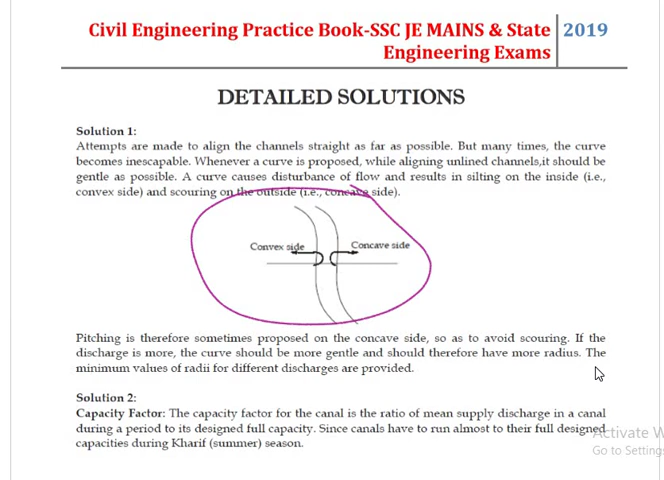 Civil Engineering Practice Book-SSC JE MAINS & State 2019
Engineering Exams
DETAILED SOLUTIONS
Solution 1:
Attempts are made to align the channels straight as far as possible. But many times, the curve
becomes inescapable. Whenever a curve is proposed, while aligning unlined channels,it should be
gentle as possible. A curve causes disturbance of flow and results in silting on the inside (i.e.,
convex side) and scouring on the outside (i.e., concave side).
Convex side Concave side
Pitching is therefore sometimes proposed on the concave side, so as to avoid scouring. If the
discharge is more, the curve should be more gentle and should therefore have more radius. The
minimum values of radii for different discharges are provided.
Solution 2:
Capacity Factor: The capacity factor for the canal is the ratio of mean supply discharge in a canal
during a period to its designed full capacity. Since canals have to run almost to their full designed
capacities during Kharif (summer) season.
Activate W
Go to Setting